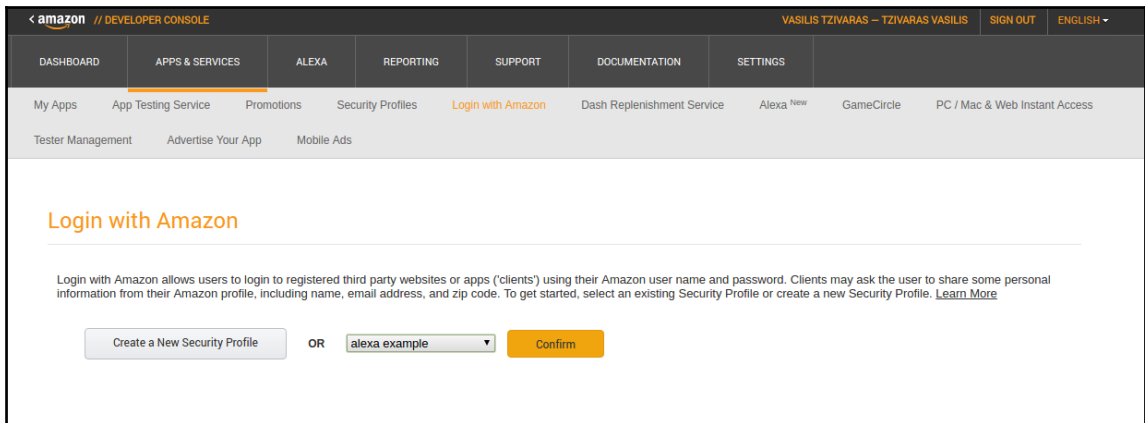 < amazon // DEVELOPER CONSOLE VASILIS TZIVARAS — TZIVARAS VASILIS SIGN OUT ENGLISH
DASHBOARD APPS & SERVICES ALEXA REPORTING SUPPORT DOCUMENTATION SETTINGS
My Apps App Testing Service Promotions Security Profiles Login with Amazon Dash Replenishment Service Alexa New GameCircle PC / Mac & Web Instant Access
Tester Management Advertise Your App Mobile Ads
Login with Amazon
Login with Amazon allows users to login to registered third party websites or apps ('clients') using their Amazon user name and password. Clients may ask the user to share some personal
information from their Amazon profile, including name, email address, and zip code. To get started, select an existing Security Profile or create a new Security Profile. Learn More
Create a New Security Profile OR alexa example Confirm